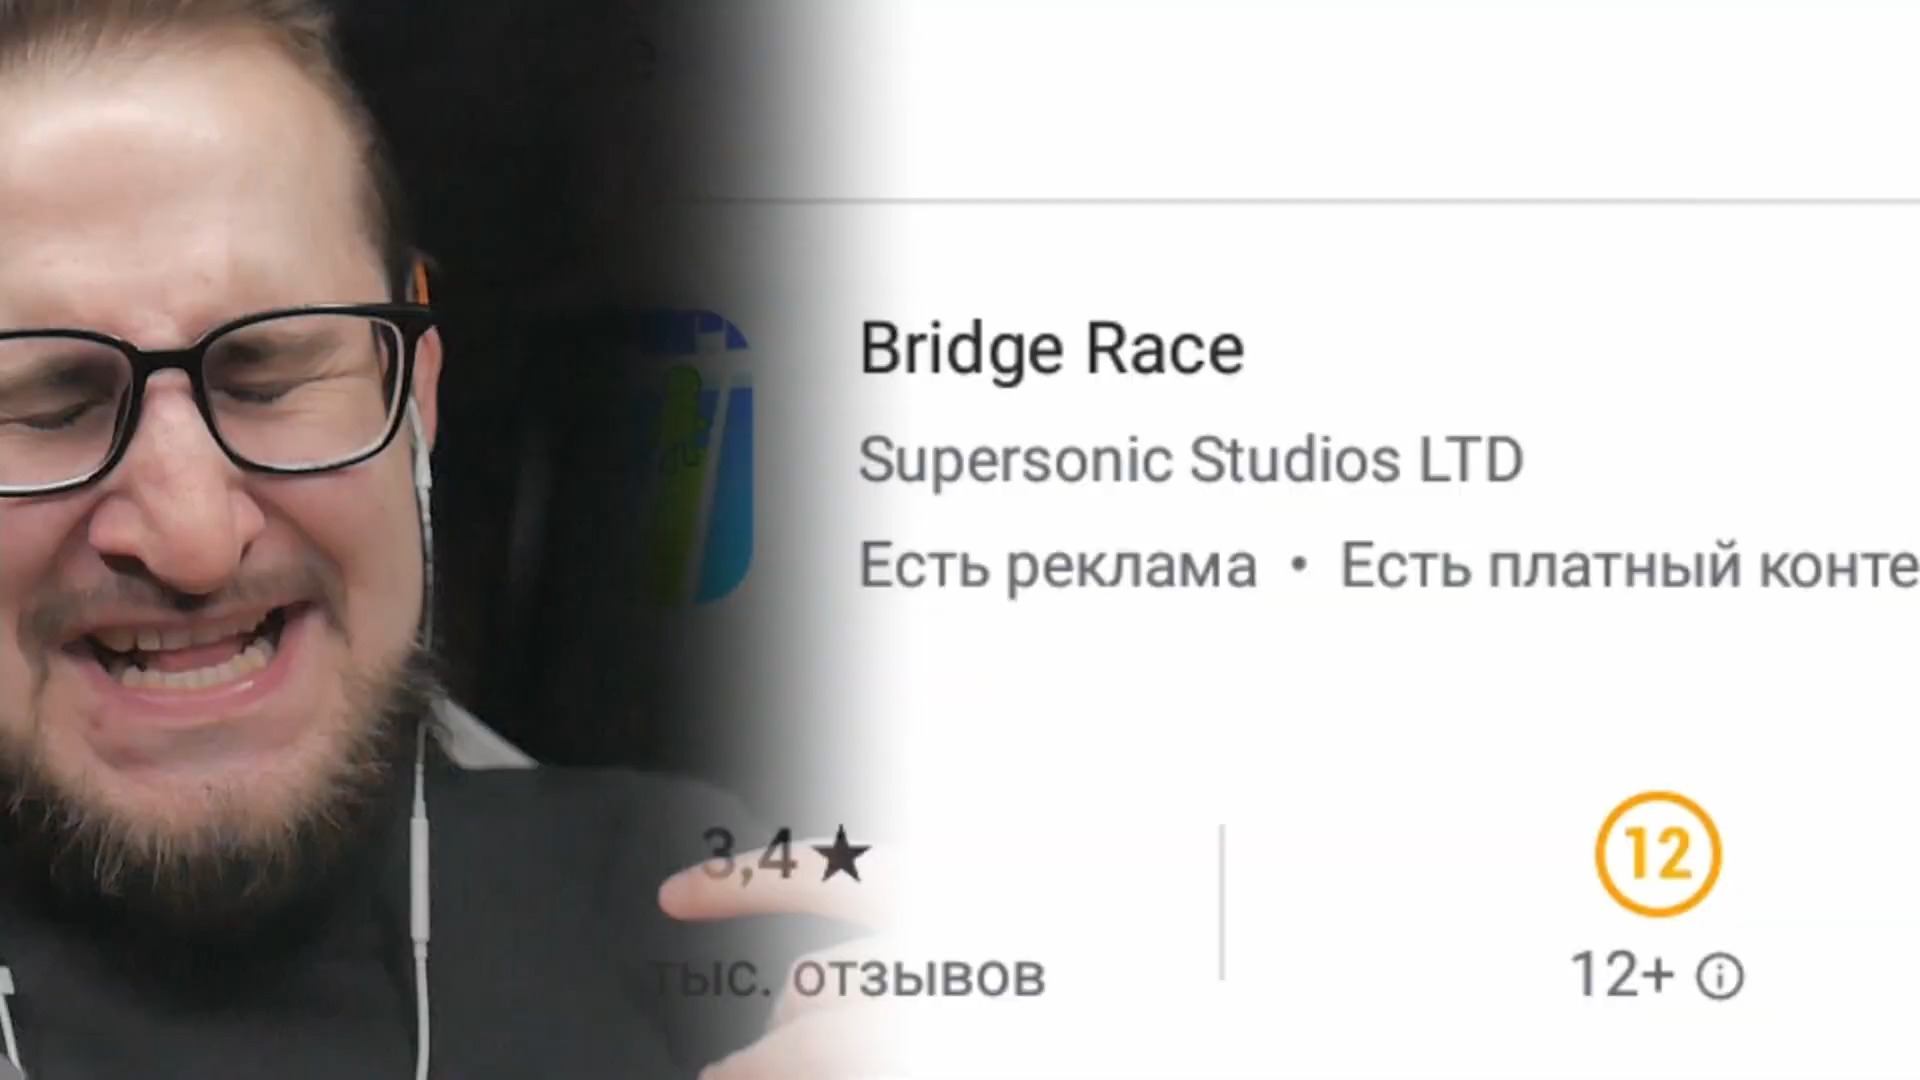 Bridge Race
Supersonic Studios LTD
Есть реклама • Есть платный конте
3,4 ★
12
тыс. отзывов
12+